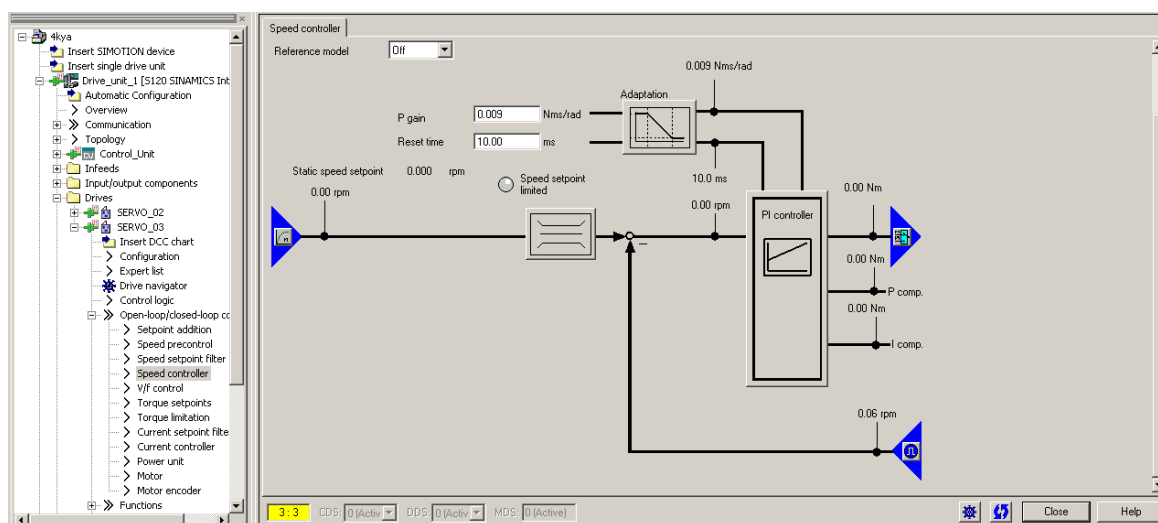 4kya
Insert SIMOTION device
Insert single drive unit
Drive_unit_1 [S120 SINAMICS Int
Automatic Configuration
Overview
Communication
Topology
Control_Unit
Infeeds
Input/output components
Drives
SERVO_02
SERVO_03
Insert DCC chart
Configuration
Expert list
Drive navigator
Control logic
Open-loop/closed-loop co
Setpoint addition
Speed precontrol
Speed setpoint filter
Speed controller
V/f control
Torque setpoints
Torque limitation
Current setpoint filte
Current controller
Power unit
Motor
Motor encoder
Functions
Speed controller
Reference model Off
0.009 Nms/rad
Adaptation
P gain 0.009 Nms/rad
Reset time 10.00 ms
Static speed setpoint 0.000 rpm
0.00 rpm
Speed setpoint
limited
10.0 ms
0.00 rpm
PI controller
0.00 Nm
0.00 Nm
P comp.
0.00 Nm
I comp.
0.06 rpm
3 : 3 CDS: 0 (Activ DDS: 0 (Activ MDS: 0 (Active)
Close Help